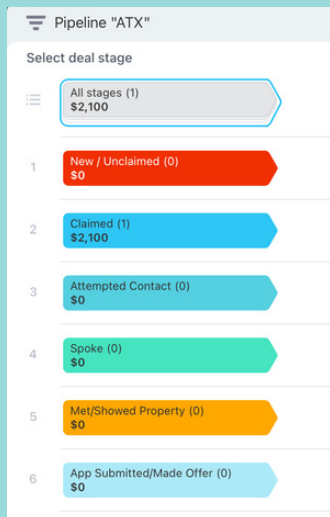 Pipeline "ATX"
Select deal stage
All stages (1)
$2,100
1
New / Unclaimed (0)
$0
2
Claimed (1)
$2,100
3
Attempted Contact (0)
$0
4
Spoke (0)
$0
5
Met/Showed Property (0)
$0
6
App Submitted/Made Offer (0)
$0